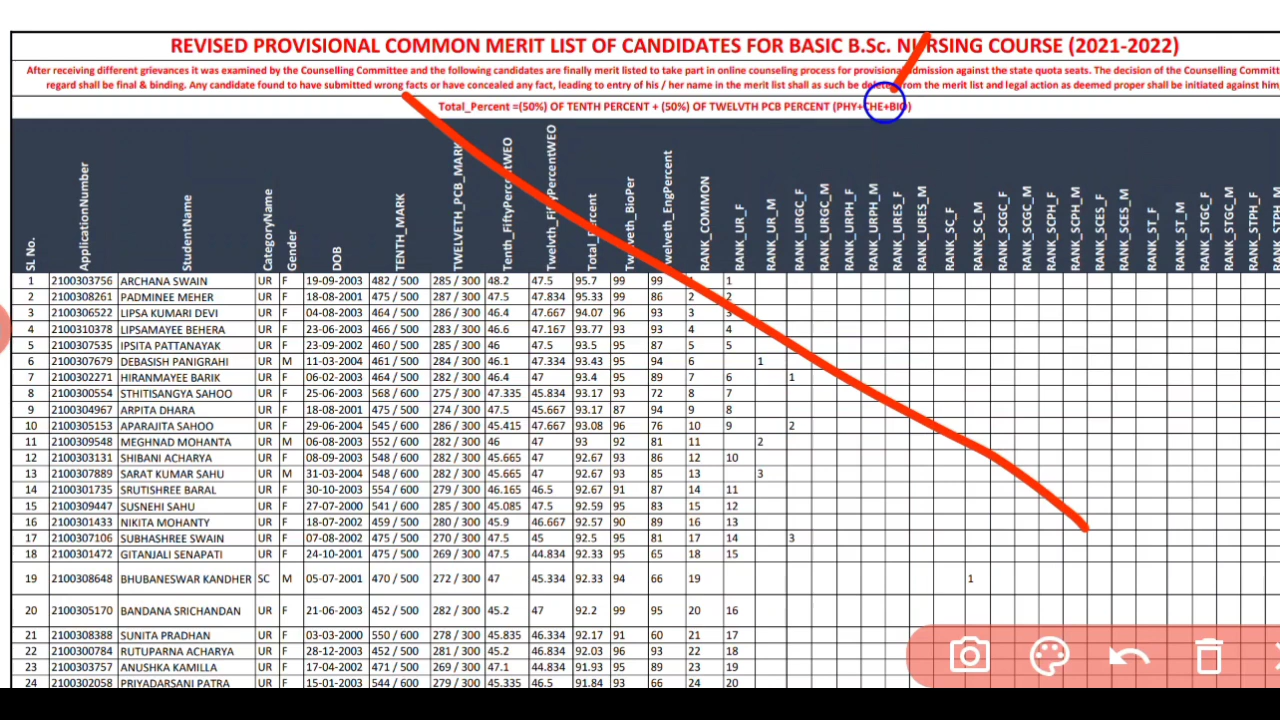 REVISED PROVISIONAL COMMON MERIT LIST OF CANDIDATES FOR BASIC B.Sc. NURSING COURSE (2021-2022)
After receiving different grievances it was examined by the Counselling Committee and the following candidates are finally merit listed to take part in online counseling process for provisional admission against the state quota seats. The decision of the Counselling
regard shall be final & binding. Any candidate found to have submitted wrong facts or have concealed any fact, leading to entry of his / her name in the merit list shall as such be deleted from the merit list and legal action as deemed proper shall be initiated against him,
Total_Percent =(50%) OF TENTH PERCENT + (50%) OF TWELVTH PCB PERCENT (PHY+CHE+BIO)
SL No. ApplicationNumber StudentName CategoryName Gender DOB TENTH_MARK TWELVETH_PCB_MARK Tenth_FiftyPercentWEO Twelvth_FiftyPercentWEO Total_Percent Twelveth_BioPer Twelveth_EngPercent RANK_COMMON RANK_UR_F RANK_UR_M RANK_URGC_F RANK_URGC_M RANK_URPH_F RANK_URPH_M RANK_URES_F RANK_URES_M RANK_SC_F RANK_SC_M RANK_SCGC_F RANK_SCGC_M RANK_SCPH_F RANK_SCPH_M RANK_SCES_F RANK_SCES_M RANK_ST_F RANK_ST_M RANK_STGC_F RANK_STGC_M RANK_STPH_F
1 2100303756 ARCHANA SWAIN UR F 19-09-2003 482 / 500 285 / 300 48.2 47.5 95.7 99 99 1 1
2 2100308261 PADMINEE MEHER UR F 18-08-2001 475 / 500 287 / 300 47.5 47.834 95.33 99 86 2 2
3 2100306522 LIPSA KUMARI DEVI UR F 04-08-2003 464 / 500 286 / 300 46.4 47.667 94.07 96 93 3 3
4 2100310378 LIPSAMAYEE BEHERA UR F 23-06-2003 466 / 500 283 / 300 46.6 47.167 93.77 93 93 4 4
5 2100307535 IPSITA PATTANAYAK UR F 23-09-2002 460 / 500 285 / 300 46 47.5 93.5 95 87 5 5
6 2100307679 DEBASISH PANIGRAHI UR M 11-03-2004 461 / 500 284 / 300 46.1 47.334 93.43 95 94 6 1
7 2100302271 HIRANMAYEE BARIK UR F 06-02-2003 464 / 500 282 / 300 46.4 47 93.4 95 89 7 6 1
8 2100300554 STHITISANGYA SAHOO UR F 25-06-2003 568 / 600 275 / 300 47.335 45.834 93.17 93 72 8 7
9 2100304967 ARPITA DHARA UR F 18-08-2001 475 / 500 274 / 300 47.5 45.667 93.17 87 94 9 8
10 2100305153 APARAJITA SAHOO UR F 29-06-2004 545 / 600 286 / 300 45.415 47.667 93.08 96 76 10 9 2
11 2100309548 MEGHNAD MOHANTA UR M 06-08-2003 552 / 600 282 / 300 46 47 93 92 81 11 2
12 2100303131 SHIBANI ACHARYA UR F 08-09-2003 548 / 600 282 / 300 45.665 47 92.67 93 86 12 10
13 2100307889 SARAT KUMAR SAHU UR M 31-03-2004 548 / 600 282 / 300 45.665 47 92.67 93 85 13 3
14 2100301735 SRUTISHREE BARAL UR F 30-10-2003 554 / 600 279 / 300 46.165 46.5 92.67 91 87 14 11
15 2100309447 SUSNEHI SAHU UR F 27-07-2000 541 / 600 285 / 300 45.085 47.5 92.59 95 83 15 12
16 2100301433 NIKITA MOHANTY UR F 18-07-2002 459 / 500 280 / 300 45.9 46.667 92.57 90 89 16 13
17 2100307106 SUBHASHREE SWAIN UR F 07-08-2002 475 / 500 270 / 300 47.5 45 92.5 95 81 17 14 3
18 2100301472 GITANJALI SENAPATI UR F 24-10-2001 475 / 500 269 / 300 47.5 44.834 92.33 95 65 18 15
19 2100308648 BHUBANESWAR KANDHER SC M 05-07-2001 470 / 500 272 / 300 47 45.334 92.33 94 66 19 1
20 2100305170 BANDANA SRICHANDAN UR F 21-06-2003 452 / 500 282 / 300 45.2 47 92.2 99 95 20 16
21 2100308388 SUNITA PRADHAN UR F 03-03-2000 550 / 600 278 / 300 45.835 46.334 92.17 91 60 21 17
22 2100300784 RUTUPARNA ACHARYA UR F 28-12-2003 452 / 500 281 / 300 45.2 46.834 92.03 96 93 22 18
23 2100303757 ANUSHKA KAMILLA UR F 17-04-2002 471 / 500 269 / 300 47.1 44.834 91.93 95 89 23 19
24 2100302058 PRIYADARSANI PATRA UR F 15-01-2003 544 / 600 279 / 300 45.335 46.5 91.84 93 66 24 20